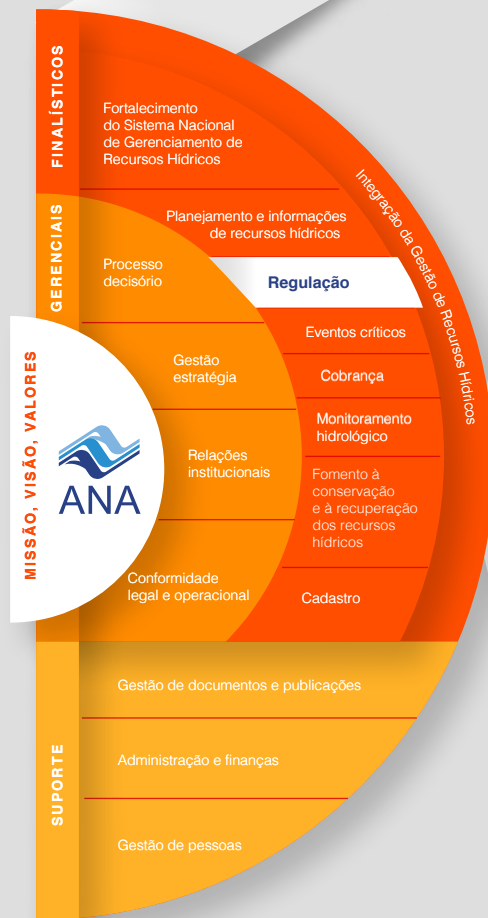 FINALÍSTICOS
Fortalecimento
do Sistema Nacional
de Gerenciamento de
Recursos Hídricos
Planejamento e informações
de recursos hídricos
Integração da Gestão de Recursos Hídricos
Regulação
Eventos críticos
Cobrança
Monitoramento
hidrológico
Fomento à
conservação
e à recuperação
dos recursos
hídricos
Cadastro
GERENCIAIS
Processo
decisório
Gestão
estratégia
Relações
institucionais
Conformidade
legal e operacional
MISSÃO, VISÃO, VALORES
ANA
SUPORTE
Gestão de documentos e publicações
Administração e finanças
Gestão de pessoas